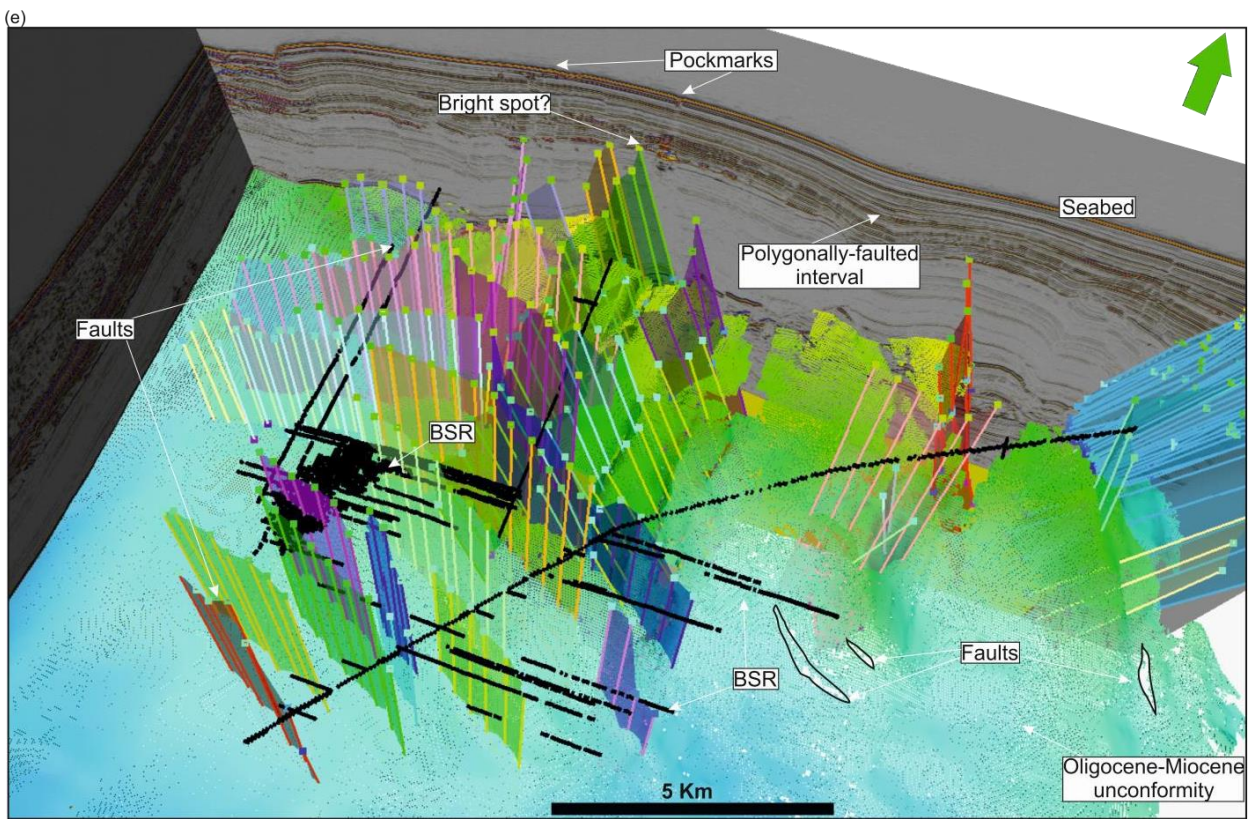 (e)
Pockmarks
Bright spot?
Seabed
Polygonally-faulted
interval
Faults
BSR
Faults
BSR
Oligocene-Miocene
unconformity
5 Km